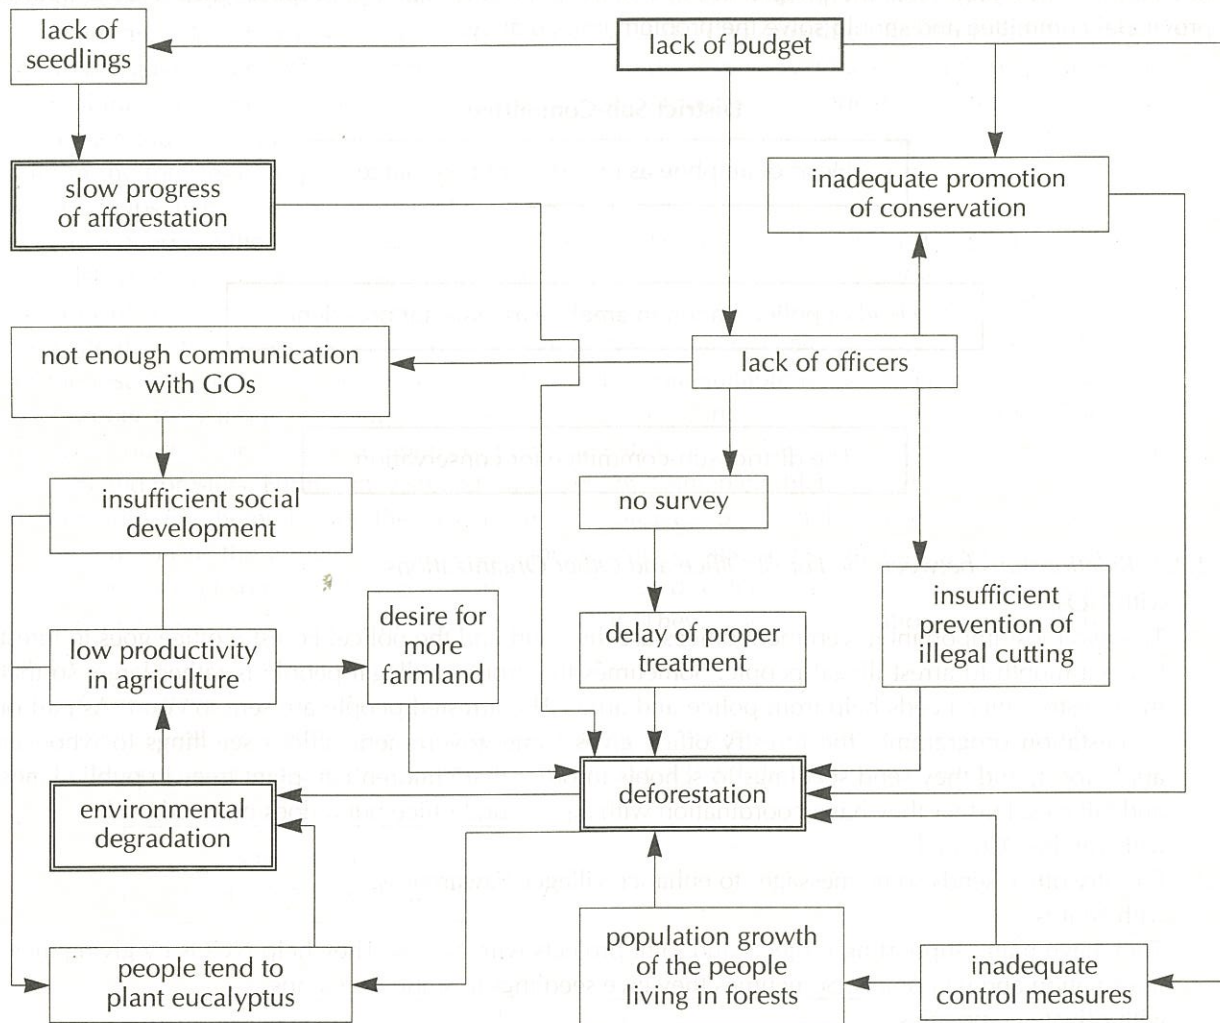 lack of
seedlings
lack of budget
slow progress
of afforestation
inadequate promotion
of conservation
not enough communication
with GOs
lack of officers
insufficient social
development
no survey
desire for
more
farmland
insufficient
prevention of
illegal cutting
low productivity
in agriculture
delay of proper
treatment
environmental
degradation
deforestation
people tend to
plant eucalyptus
population growth
of the people
living in forests
inadequate
control measures